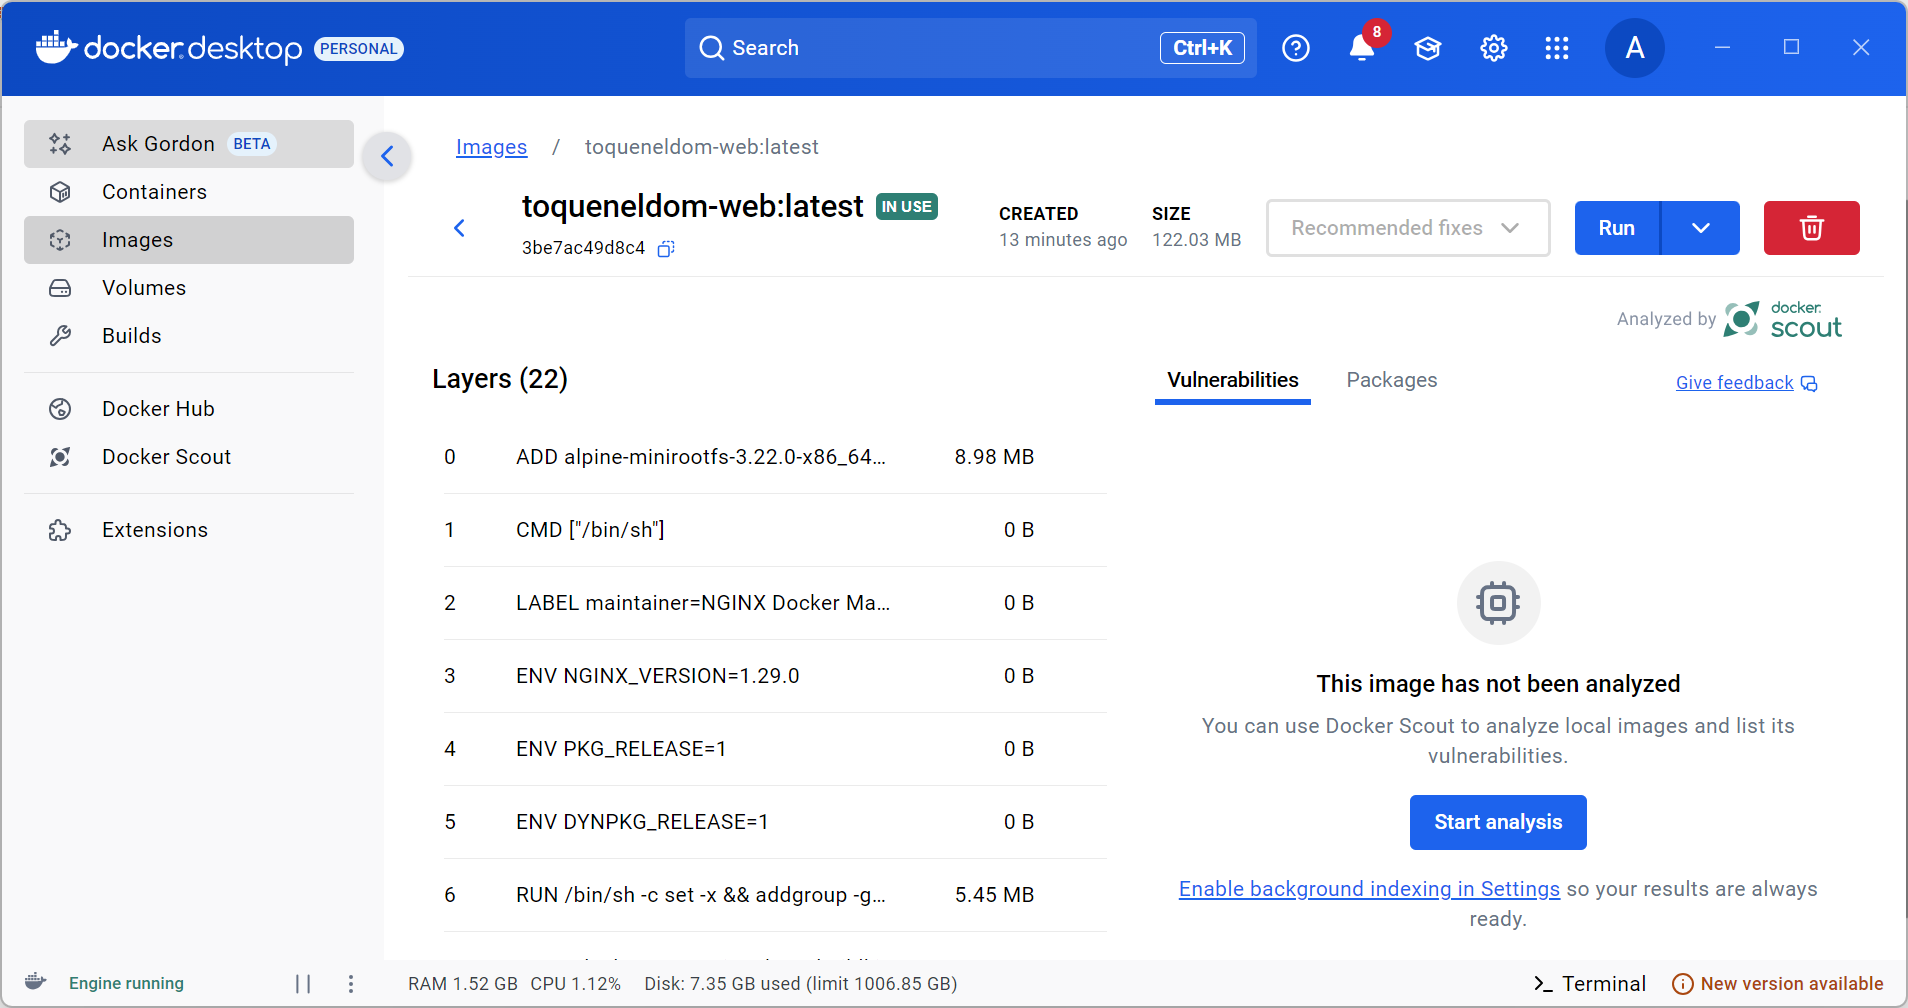 docker desktop PERSONAL
Search
Ctrl+K
8
A
Ask Gordon BETA
Containers
Images
Volumes
Builds
Docker Hub
Docker Scout
Extensions
Images / toqueneldom-web:latest
toqueneldom-web:latest IN USE
3be7ac49d8c4
CREATED
13 minutes ago
SIZE
122.03 MB
Recommended fixes
Run
Analyzed by docker scout
Layers (22)
0 ADD alpine-minirootfs-3.22.0-x86_64... 8.98 MB
1 CMD ["/bin/sh"] 0 B
2 LABEL maintainer=NGINX Docker Ma... 0 B
3 ENV NGINX_VERSION=1.29.0 0 B
4 ENV PKG_RELEASE=1 0 B
5 ENV DYNPKG_RELEASE=1 0 B
6 RUN /bin/sh -c set -x && addgroup -g... 5.45 MB
Vulnerabilities
Packages
Give feedback
This image has not been analyzed
You can use Docker Scout to analyze local images and list its
vulnerabilities.
Start analysis
Enable background indexing in Settings so your results are always
ready.
Engine running
RAM 1.52 GB CPU 1.12% Disk: 7.35 GB used (limit 1006.85 GB)
Terminal
New version available